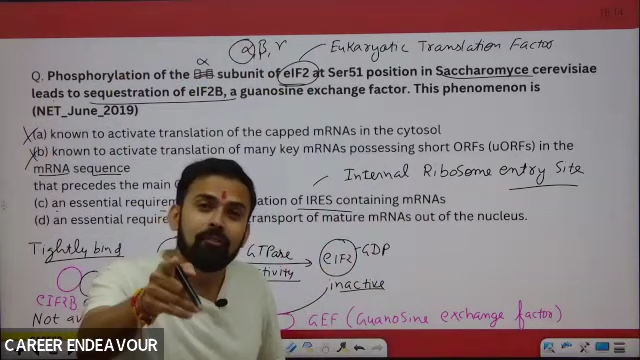 18:14
α β, γ Eukaryotic Translation Factor
α
Q. Phosphorylation of the subunit of eIF2 at Ser51 position in Saccharomyce cerevisiae
leads to sequestration of eIF2B, a guanosine exchange factor. This phenomenon is
(NET_June_2019)
(a) known to activate translation of the capped mRNAs in the cytosol
(b) known to activate translation of many key mRNAs possessing short ORFs (uORFs) in the
mRNA sequence
Internal Ribosome entry Site
that precedes the main
(c) an essential ation of IRES containing mRNAs
(d) an essential transport of mature mRNAs out of the nucleus.
Tightly bind GTPase eIF2 GDP
inactive
eIF2B
Not GEF (Guanosine exchange factor)
CAREER ENDEAVOUR